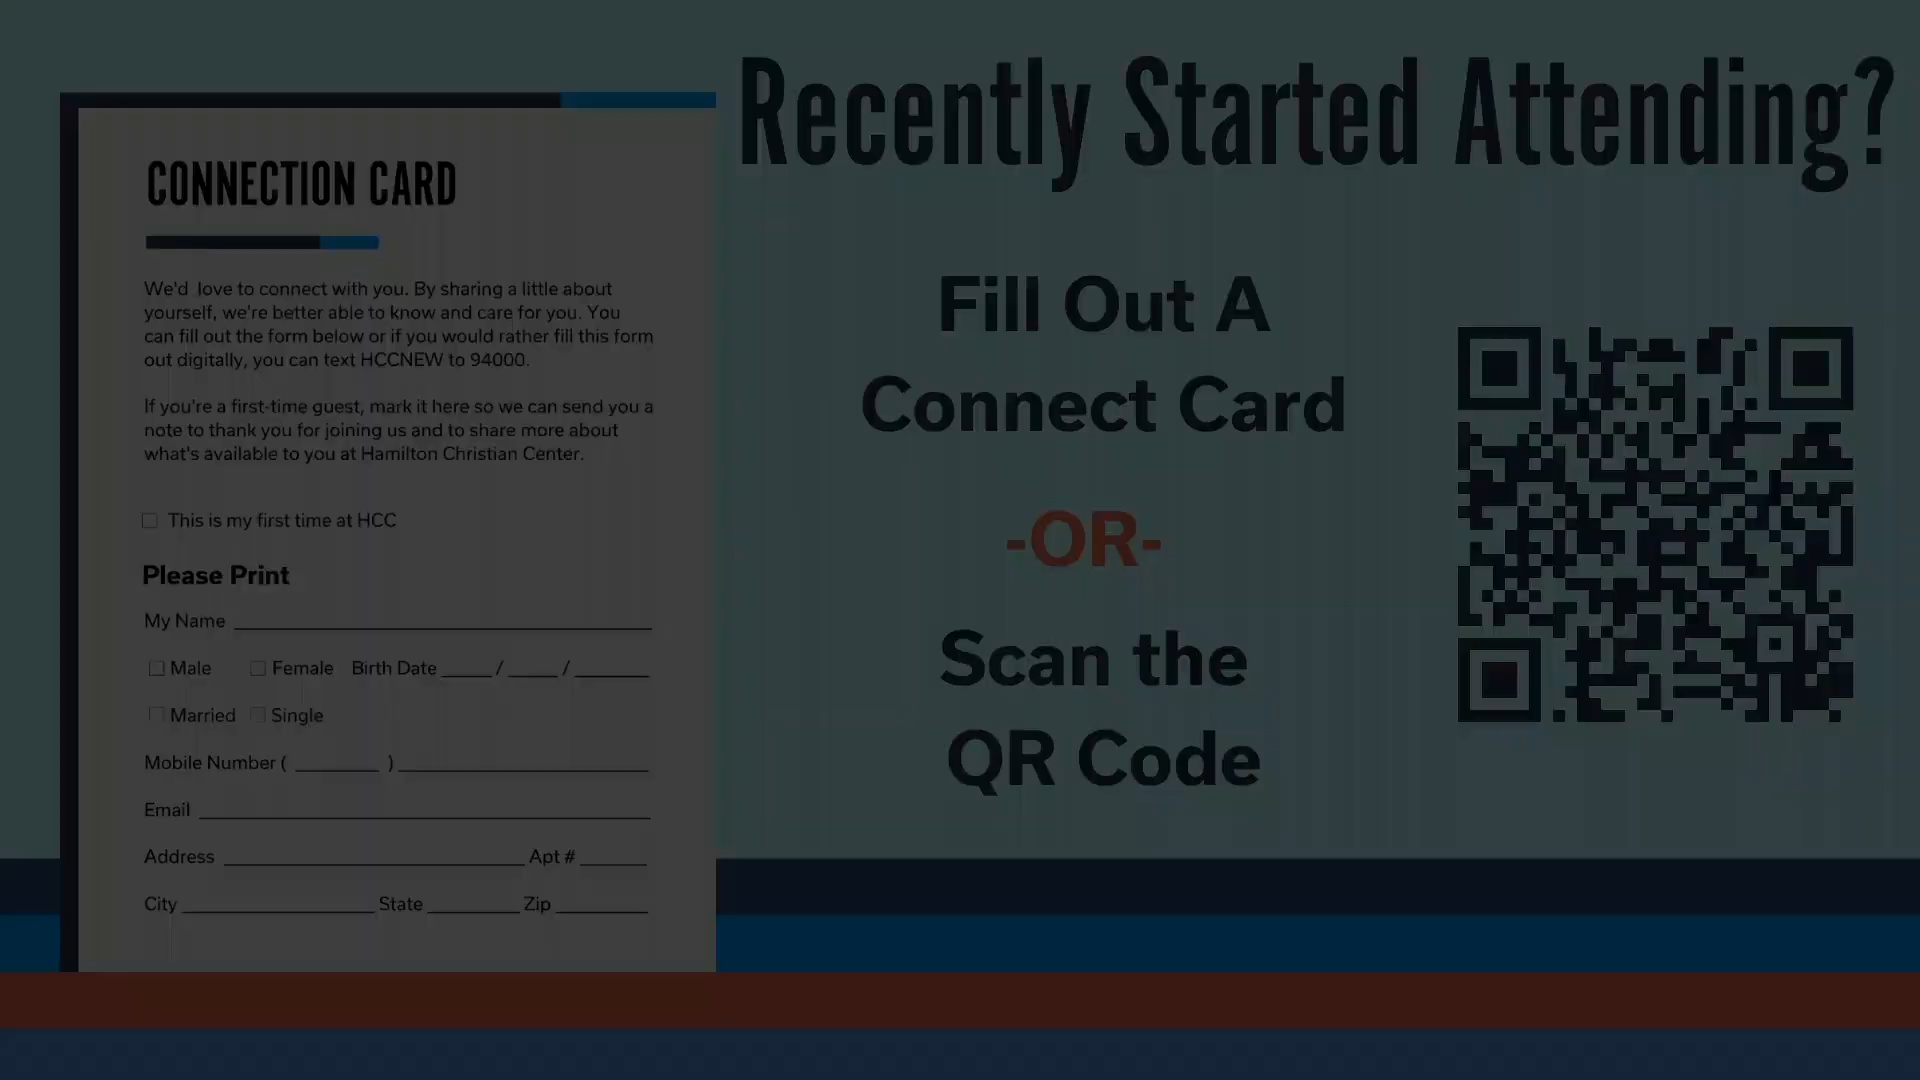 CONNECTION CARD
We'd love to connect with you. By sharing a little about
yourself, we're better able to know and care for you. You
can fill out the form below or if you would rather fill this form
out digitally, you can text HCCNEW to 94000.
If you're a first-time guest, mark it here so we can send you a
note to thank you for joining us and to share more about
what's available to you at Hamilton Christian Center.
This is my first time at HCC
Please Print
My Name
Male Female Birth Date / /
Married Single
Mobile Number ( )
Email
Address Apt #
City State Zip
Recently Started Attending?
Fill Out A
Connect Card
-OR-
Scan the
QR Code